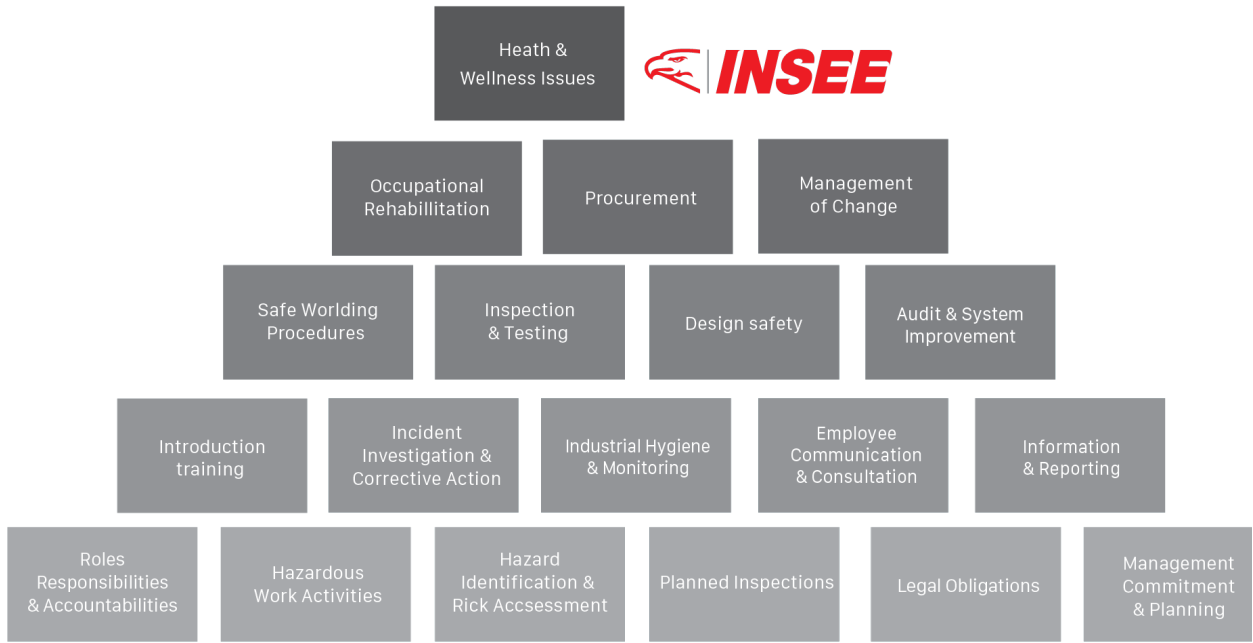 Heath &
Wellness Issues
INSEE
Occupational
Rehabillitation
Procurement
Management
of Change
Safe Worlding
Procedures
Inspection
& Testing
Design safety
Audit & System
Improvement
Introduction
training
Incident
Investigation &
Corrective Action
Industrial Hygiene
& Monitoring
Employee
Communication
& Consultation
Information
& Reporting
Roles
Responsibilities
& Accountabilities
Hazardous
Work Activities
Hazard
Identification &
Rick Accsessment
Planned Inspections
Legal Obligations
Management
Commitment
& Planning